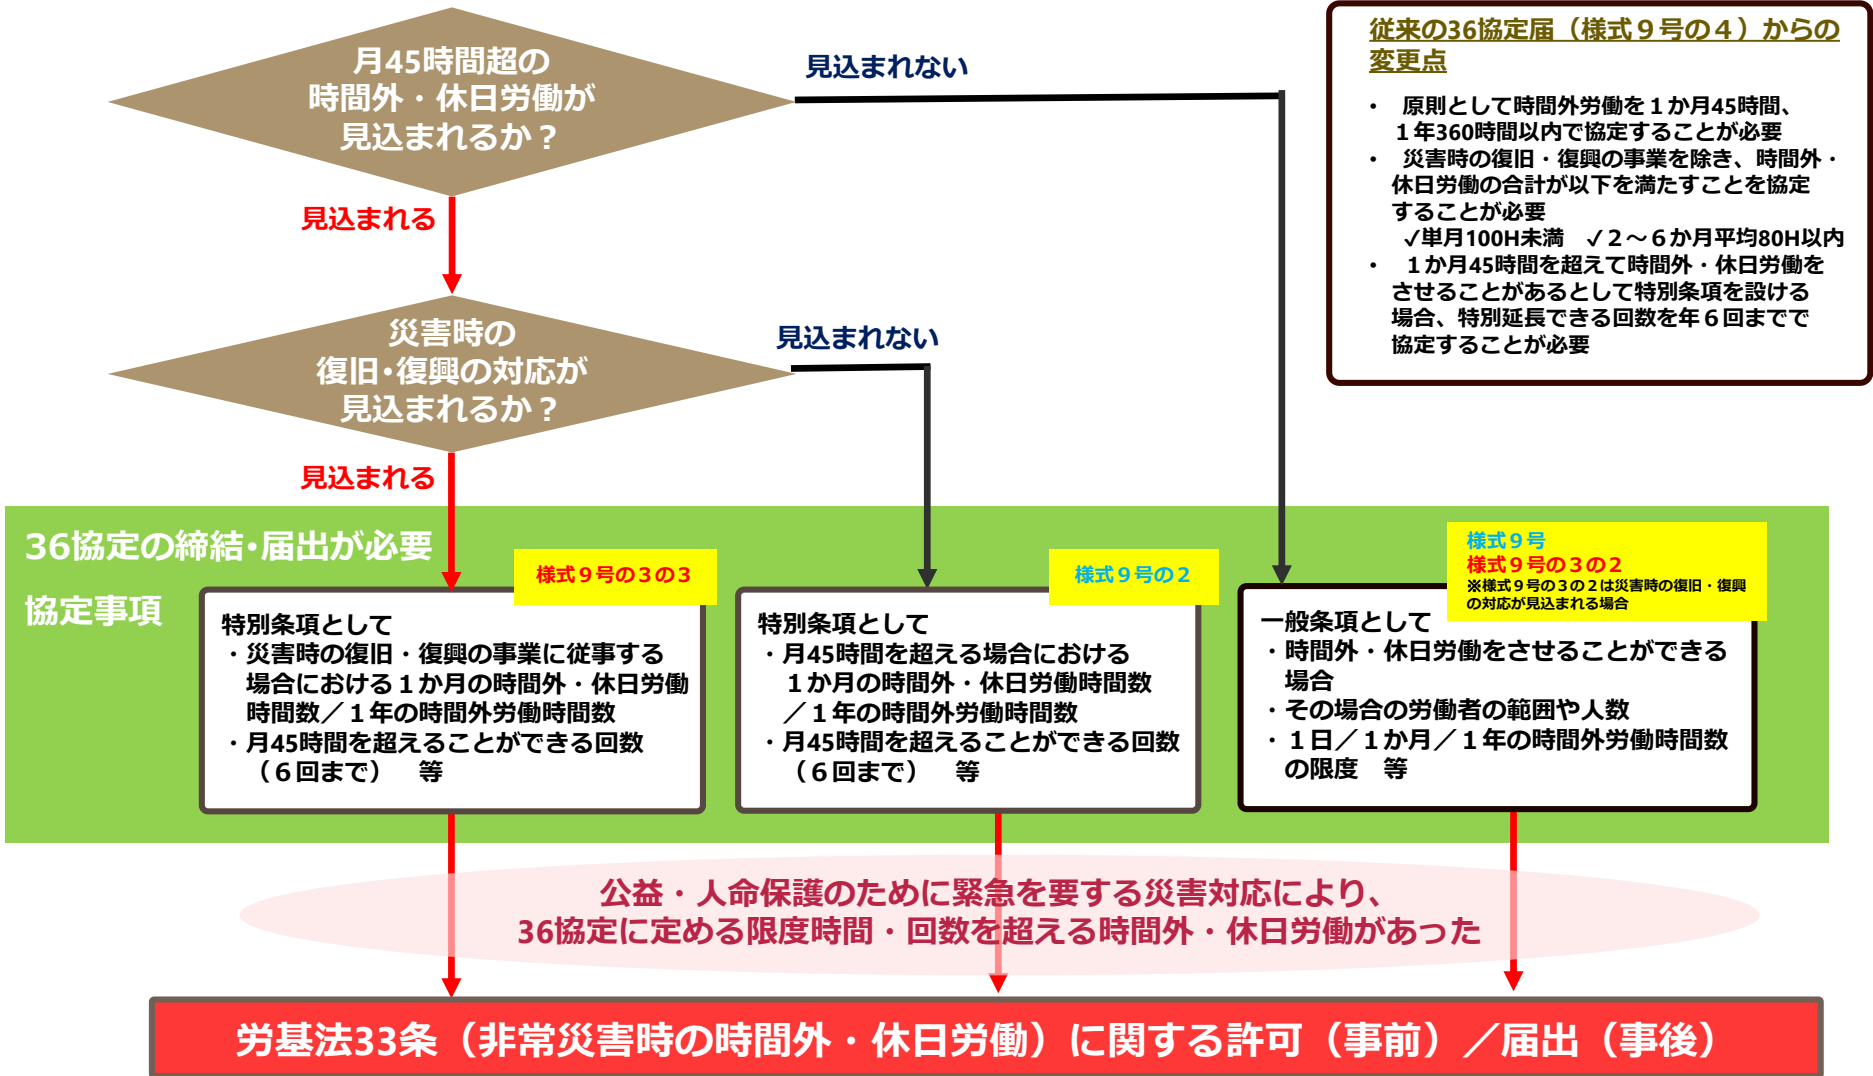 月45時間超の
時間外・休日労働が
見込まれるか？
見込まれない
見込まれる
従来の36協定届（様式９号の４）からの
変更点
・ 原則として時間外労働を１か月45時間、
１年360時間以内で協定することが必要
・ 災害時の復旧・復興の事業を除き、時間外・
休日労働の合計が以下を満たすことを協定
することが必要
✓単月100H未満 ✓２～６か月平均80H以内
・ １か月45時間を超えて時間外・休日労働を
させることがあるとして特別条項を設ける
場合、特別延長できる回数を年６回までで
協定することが必要
災害時の
復旧・復興の対応が
見込まれるか？
見込まれない
見込まれる
36協定の締結・届出が必要
協定事項
様式９号の３の３
特別条項として
・災害時の復旧・復興の事業に従事する
場合における１か月の時間外・休日労働
時間数／１年の時間外労働時間数
・月45時間を超えることができる回数
（６回まで） 等
様式９号の２
特別条項として
・月45時間を超える場合における
１か月の時間外・休日労働時間数
／１年の時間外労働時間数
・月45時間を超えることができる回数
（６回まで） 等
様式９号
様式９号の３の２
※様式９号の３の２は災害時の復旧・復興
の対応が見込まれる場合
一般条項として
・時間外・休日労働をさせることができる
場合
・その場合の労働者の範囲や人数
・１日／１か月／１年の時間外労働時間数
の限度 等
公益・人命保護のために緊急を要する災害対応により、
36協定に定める限度時間・回数を超える時間外・休日労働があった
労基法33条（非常災害時の時間外・休日労働）に関する許可（事前）／届出（事後）